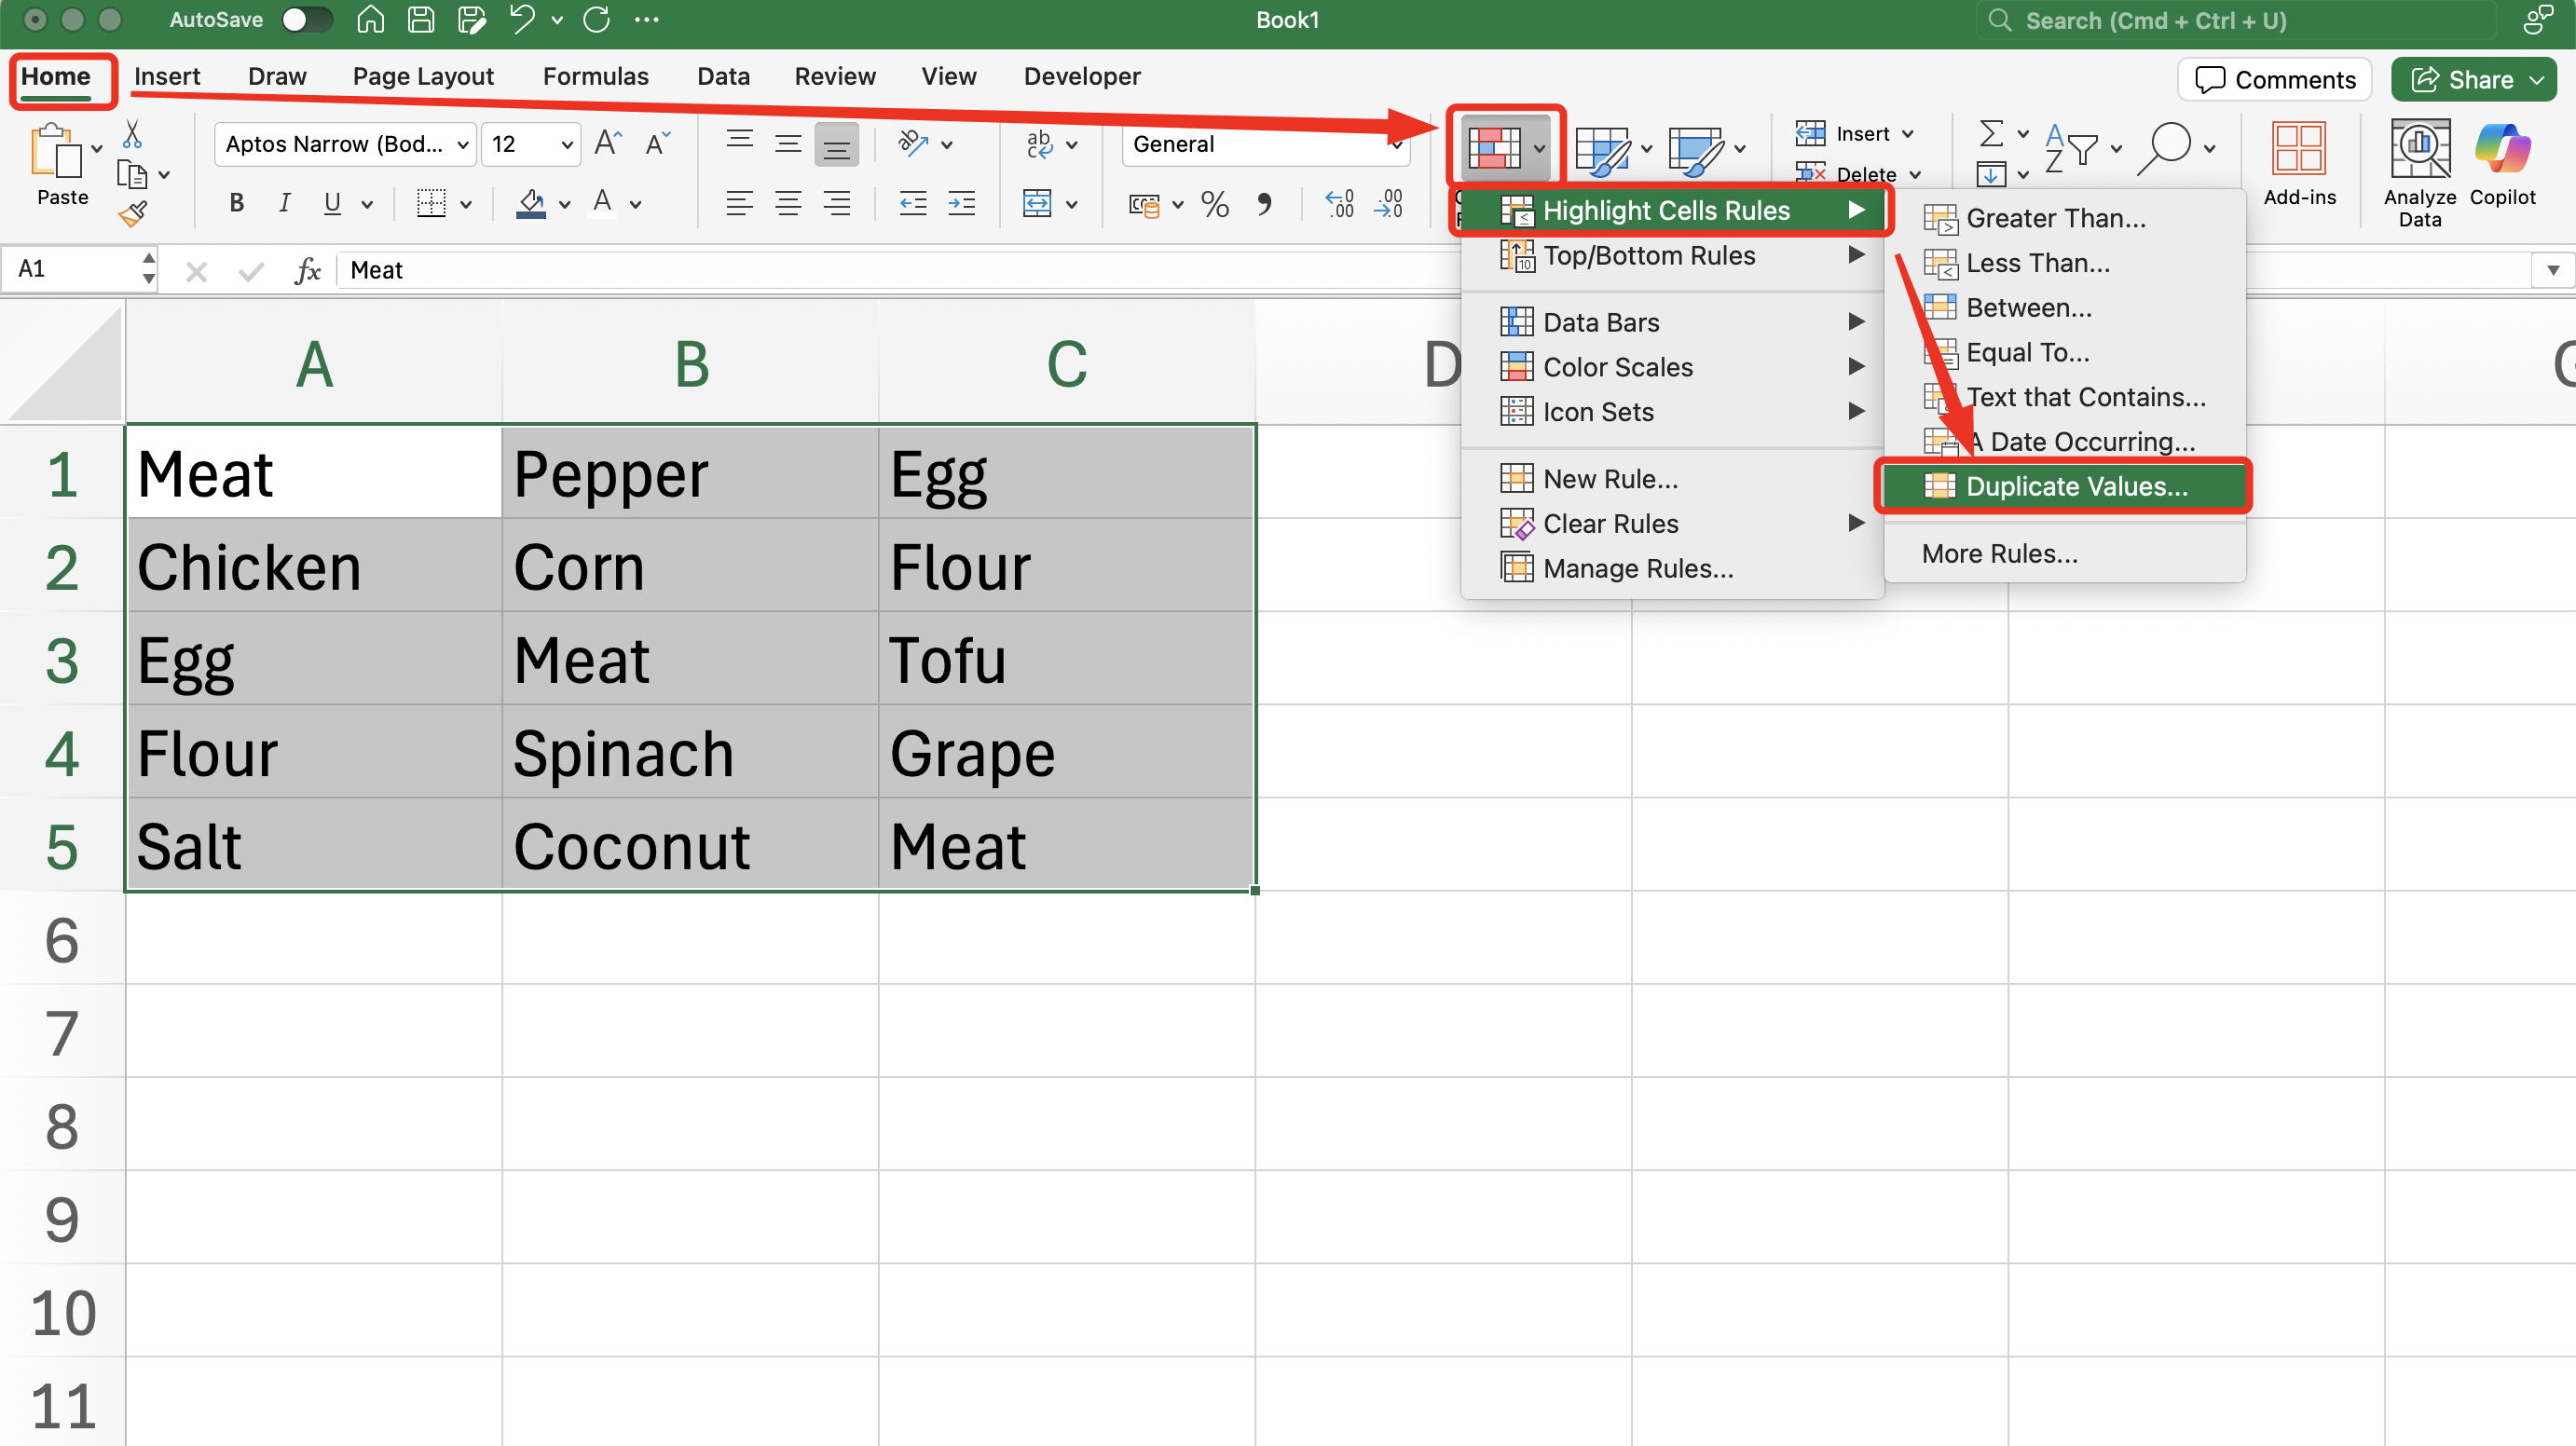 AutoSave
Book1
Search (Cmd + Ctrl + U)
Home Insert Draw Page Layout Formulas Data Review View Developer
Comments Share
Paste
Aptos Narrow (Bod... 12
General
Insert
Delete
Add-ins
Analyze Data
Copilot
A1 fx Meat
Highlight Cells Rules
Top/Bottom Rules
Data Bars
Color Scales
Icon Sets
New Rule...
Clear Rules
Manage Rules...
Greater Than...
Less Than...
Between...
Equal To...
Text that Contains...
A Date Occurring...
Duplicate Values...
More Rules...
A B C D
1 Meat Pepper Egg
2 Chicken Corn Flour
3 Egg Meat Tofu
4 Flour Spinach Grape
5 Salt Coconut Meat
6
7
8
9
10
11